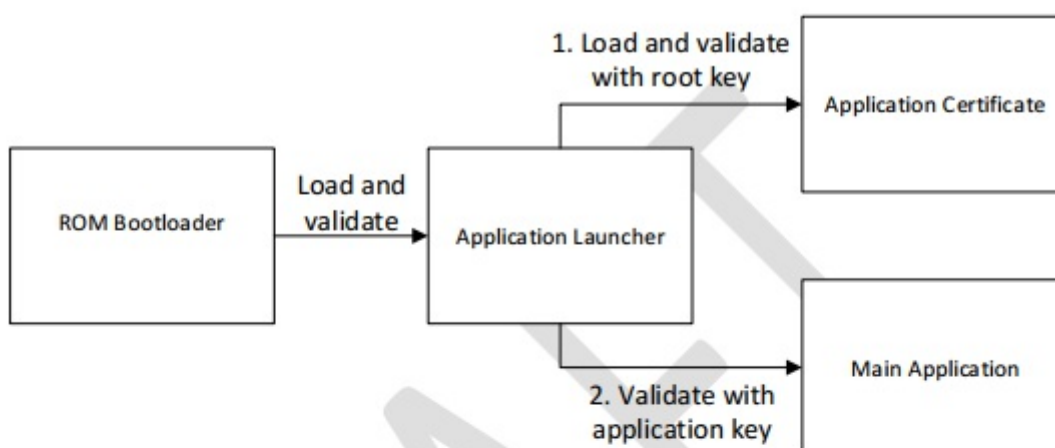 1. Load and validate
with root key
Application Certificate
ROM Bootloader
Load and
validate
Application Launcher
Main Application
2. Validate with
application key